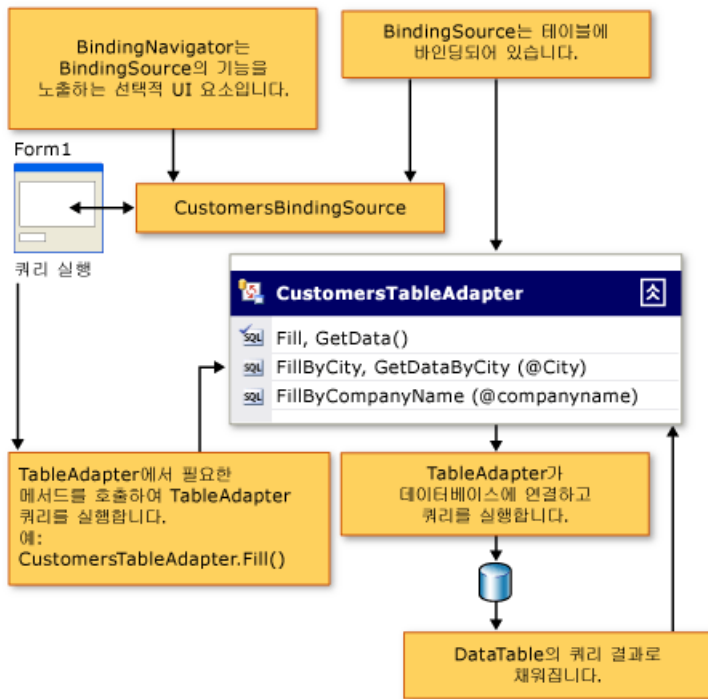 BindingNavigator는
BindingSource의 기능을
노출하는 선택적 UI 요소입니다.
BindingSource는 테이블에
바인딩되어 있습니다.
Form1
CustomersBindingSource
쿼리 실행
CustomersTableAdapter
SQL Fill, GetData()
SQL FillByCity, GetDataByCity (@City)
SQL FillByCompanyName (@companyname)
TableAdapter에서 필요한
메서드를 호출하여 TableAdapter
쿼리를 실행합니다.
예:
CustomersTableAdapter.Fill()
TableAdapter가
데이터베이스에 연결하고
쿼리를 실행합니다.
DataTable의 쿼리 결과로
채워집니다.